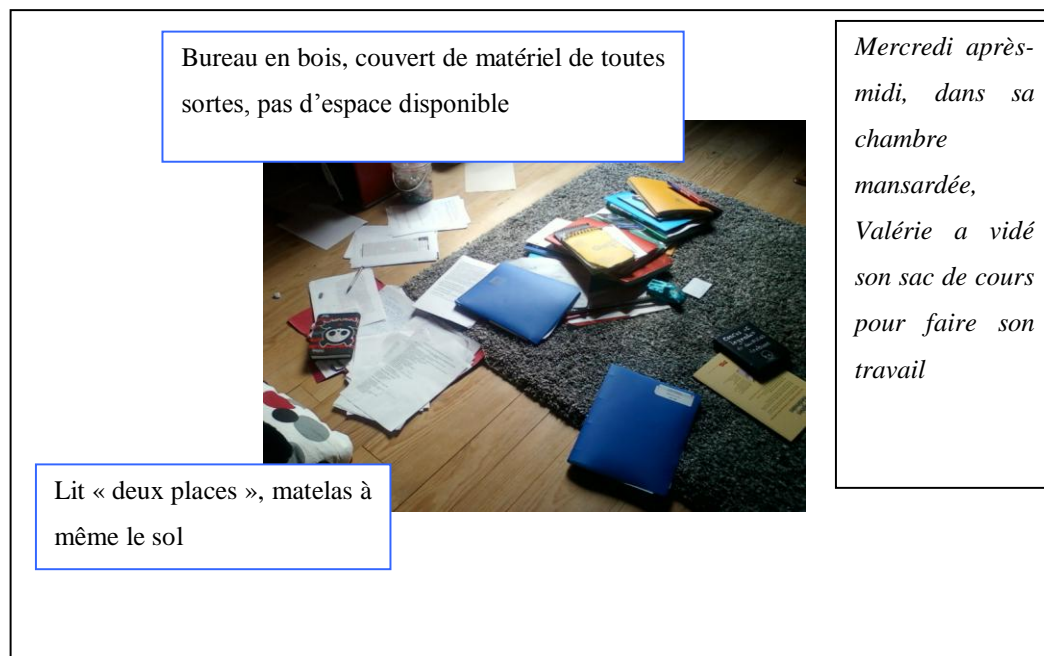 Bureau en bois, couvert de matériel de toutes
sortes, pas d’espace disponible
Mercredi après-
midi, dans sa
chambre
mansardée,
Valérie a vidé
son sac de cours
pour faire son
travail
Lit « deux places », matelas à
même le sol